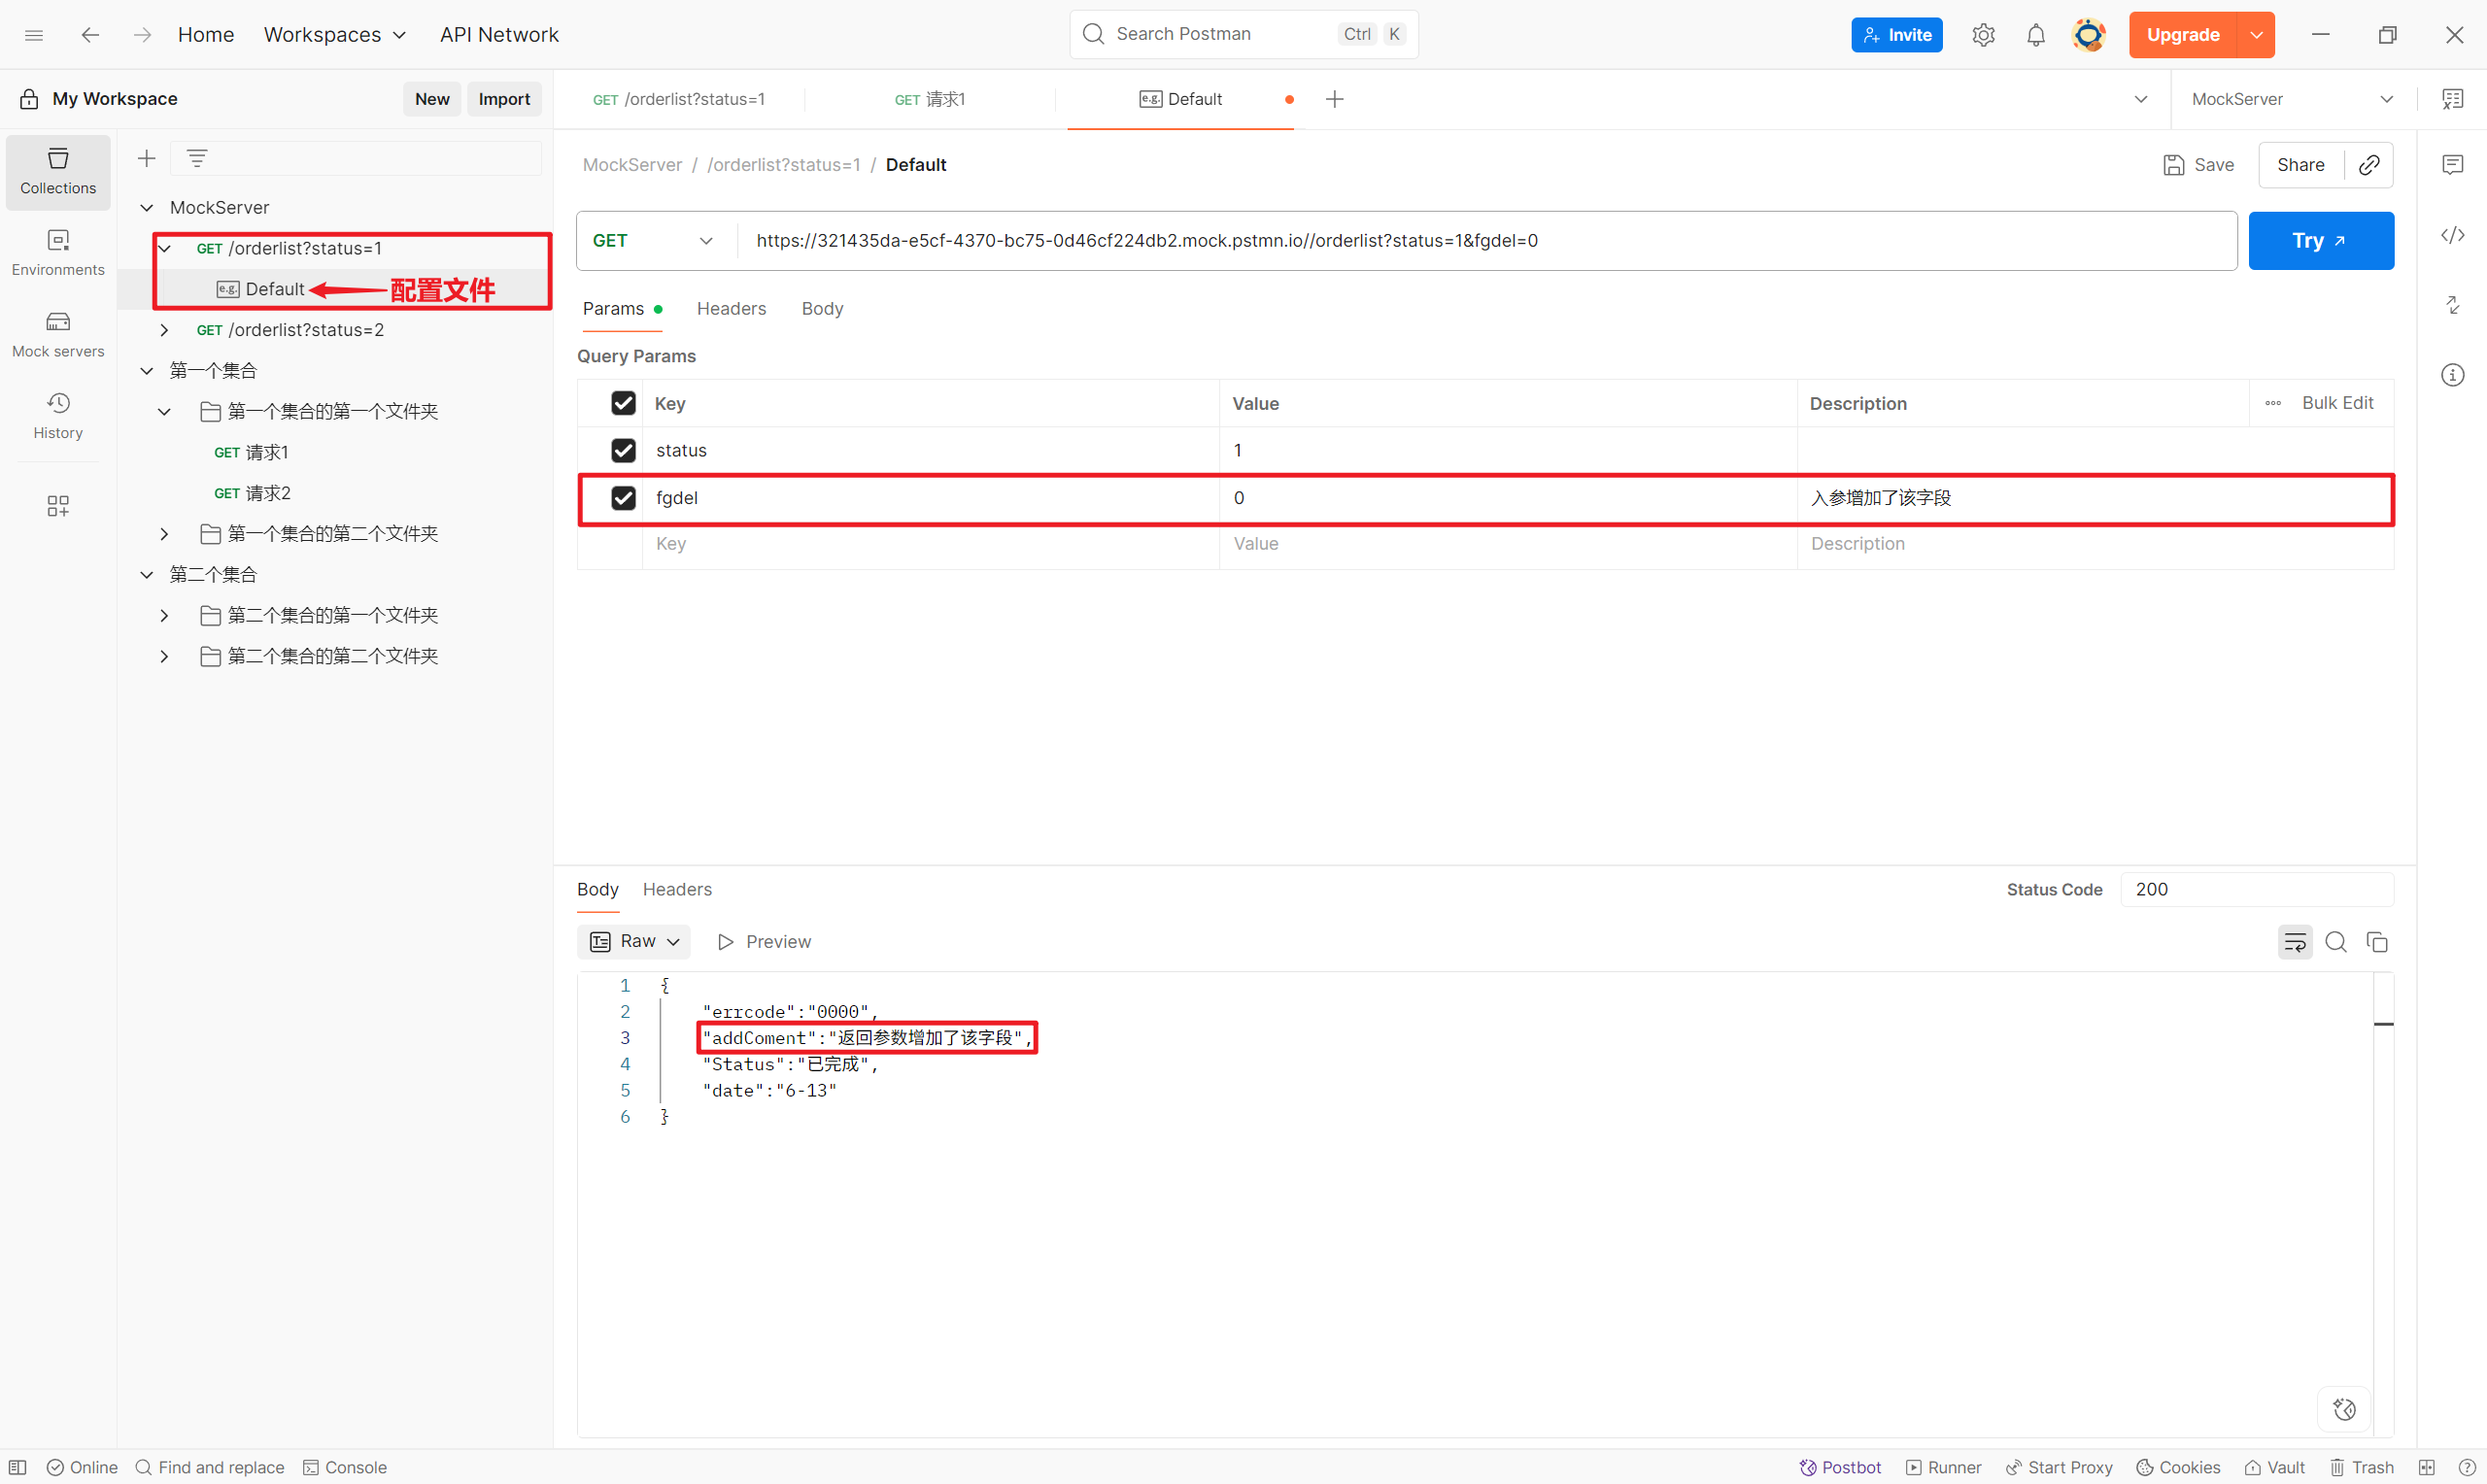 Home Workspaces API Network Search Postman Ctrl K Invite Upgrade
My Workspace New Import GET /orderlist?status=1 GET 请求1 e.g. Default MockServer
Collections
Environments
Mock servers
History
MockServer
GET /orderlist?status=1
e.g. Default 配置文件
GET /orderlist?status=2
第一个集合
第一个集合的第一个文件夹
GET 请求1
GET 请求2
第一个集合的第二个文件夹
第二个集合
第二个集合的第一个文件夹
第二个集合的第二个文件夹
MockServer / /orderlist?status=1 / Default Save Share
GET https://321435da-e5cf-4370-bc75-0d46cf224db2.mock.pstmn.io//orderlist?status=1&fgdel=0 Try
Params Headers Body
Query Params
Key Value Description Bulk Edit
status 1
fgdel 0 入参增加了该字段
Key Value Description
Body Headers Status Code 200
Raw Preview
1 {
2 "errcode":"0000",
3 "addComent":"返回参数增加了该字段",
4 "Status":"已完成",
5 "date":"6-13"
6 }
Online Find and replace Console Postbot Runner Start Proxy Cookies Vault Trash